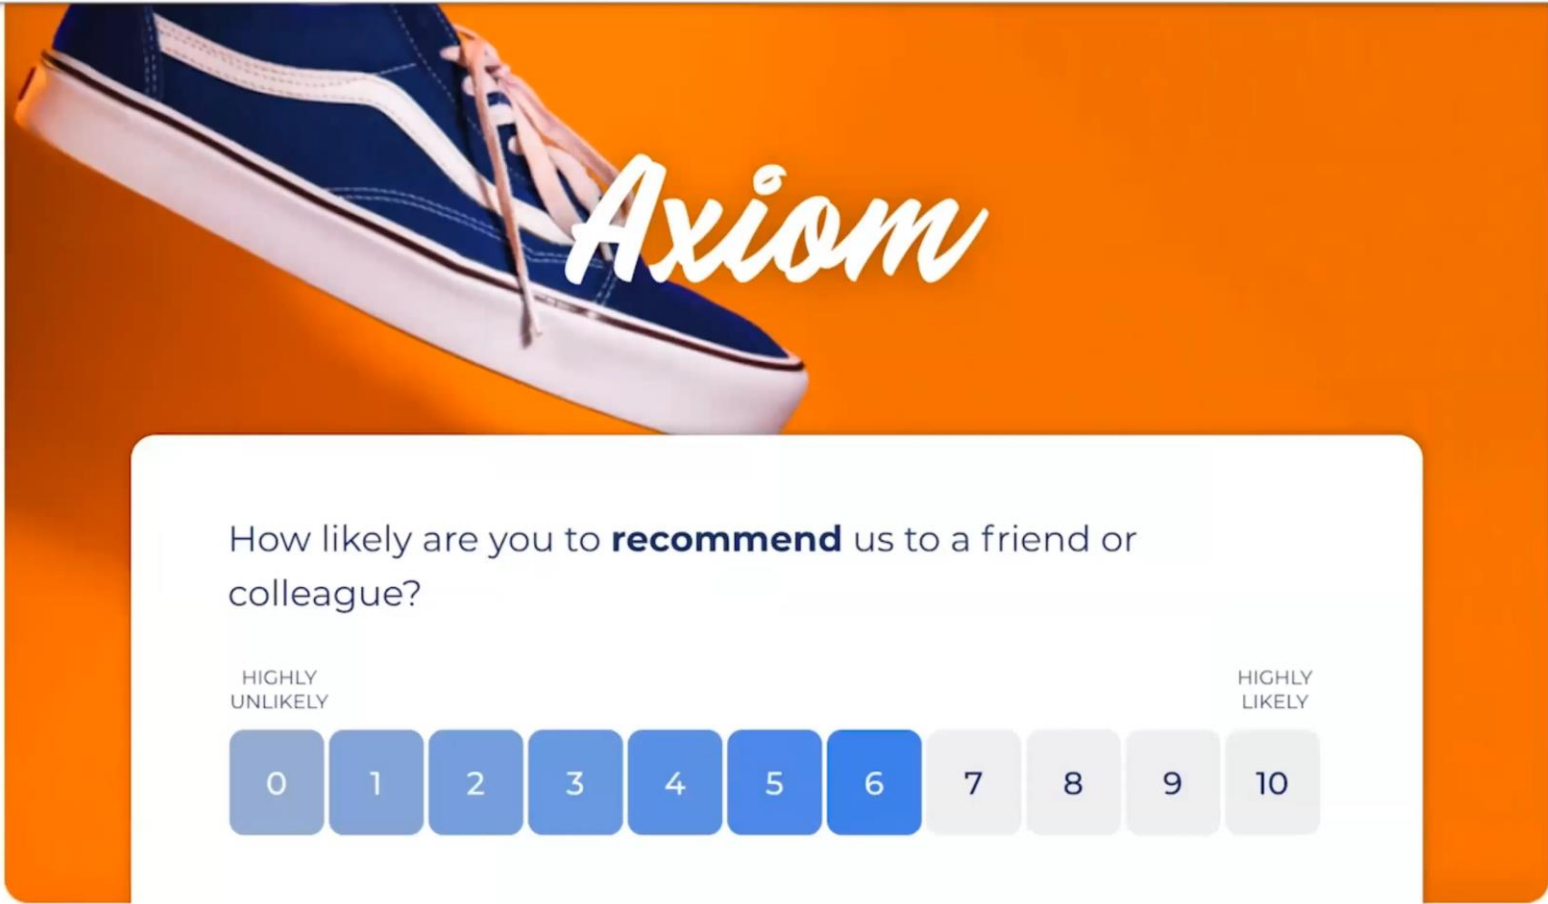 Axiom
How likely are you to recommend us to a friend or
colleague?
HIGHLY
UNLIKELY
HIGHLY
LIKELY
0 1 2 3 4 5 6 7 8 9 10